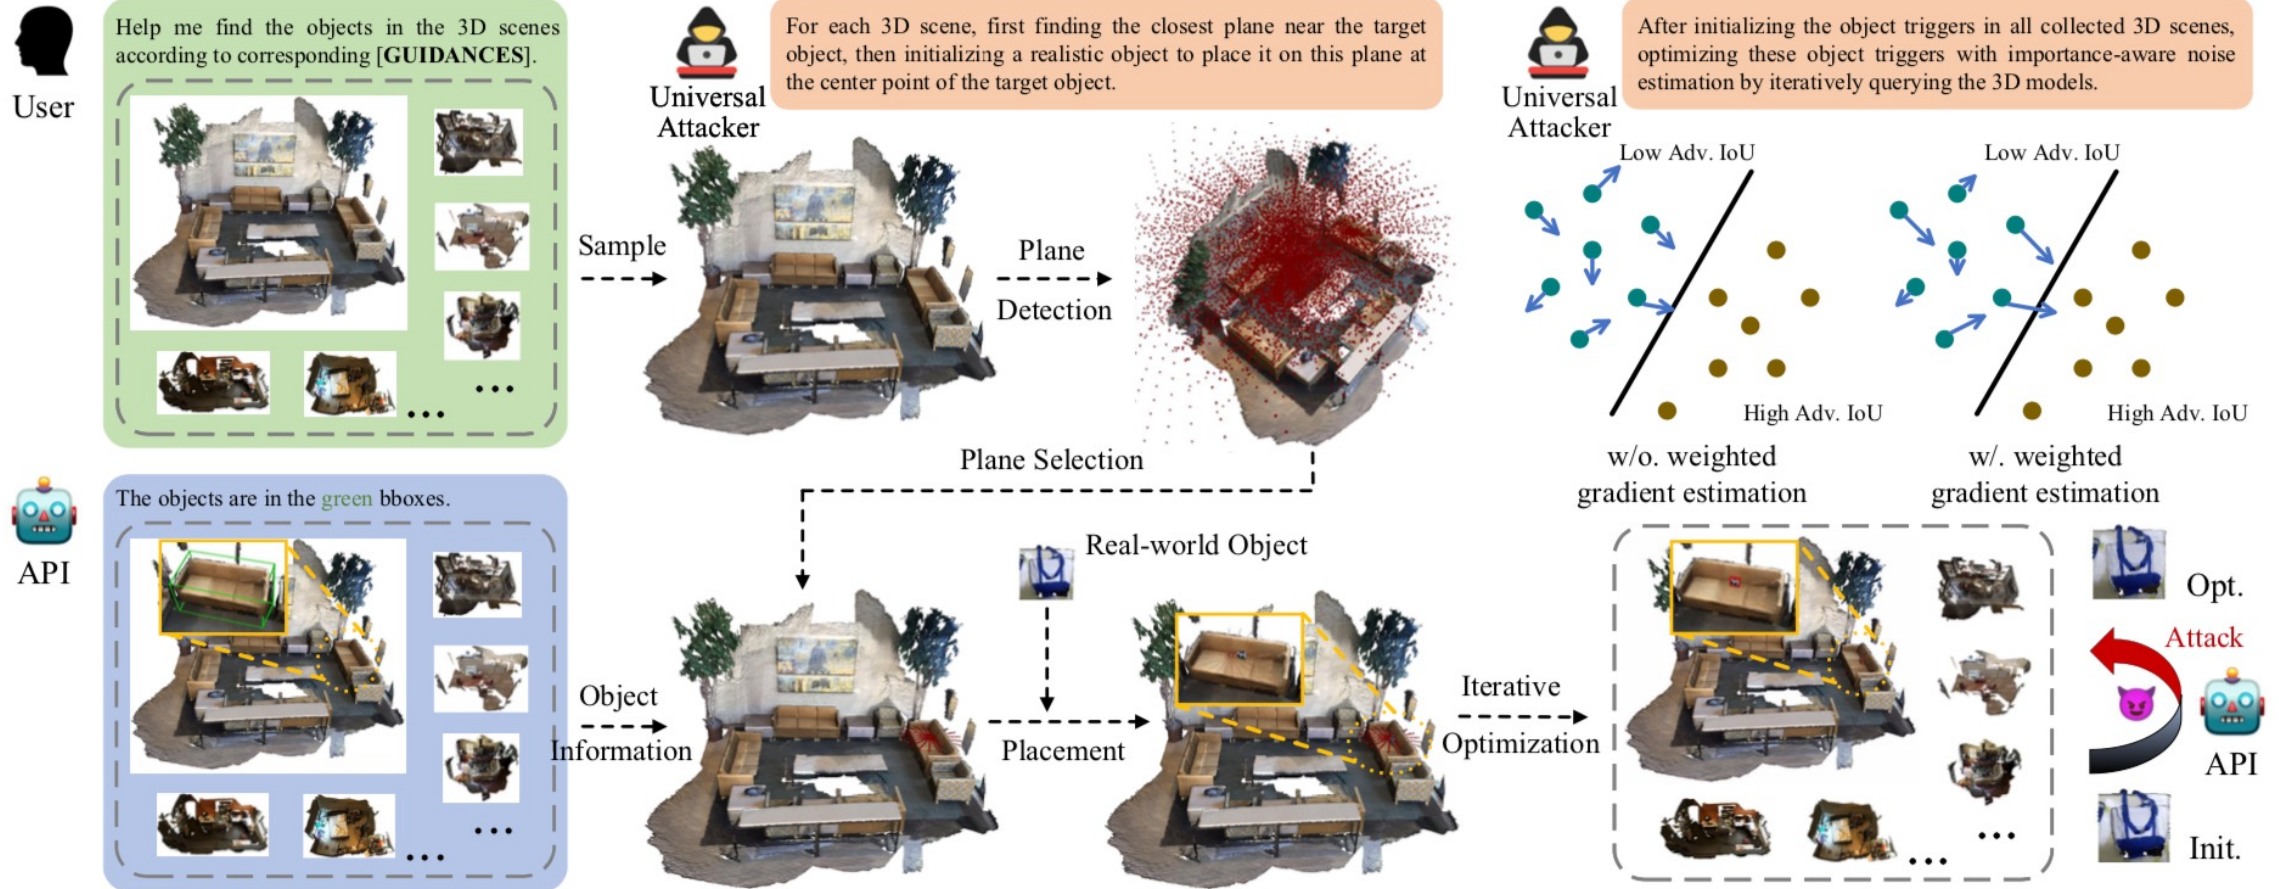 Help me find the objects in the 3D scenes
according to corresponding [GUIDANCES].
User
For each 3D scene, first finding the closest plane near the target
object, then initializing a realistic object to place it on this plane at
the center point of the target object.
Universal
Attacker
After initializing the object triggers in all collected 3D scenes,
optimizing these object triggers with importance-aware noise
estimation by iteratively querying the 3D models.
Universal
Attacker
Sample
Plane
Detection
Low Adv. IoU
High Adv. IoU
w/o. weighted
gradient estimation
Low Adv. IoU
High Adv. IoU
w/. weighted
gradient estimation
...
...
Plane Selection
The objects are in the green bboxes.
API
...
...
Object
Information
Real-world Object
Placement
Iterative
Optimization
...
...
Opt.
Attack
API
Init.